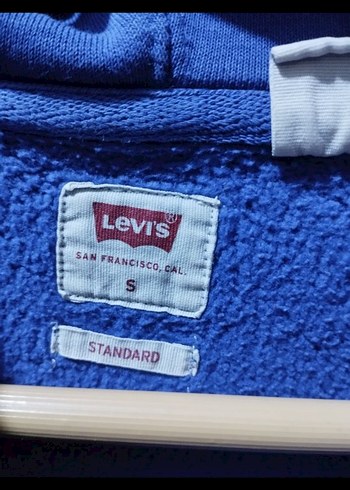 Levi's®
SAN FRANCISCO, CAL.
S
STANDARD